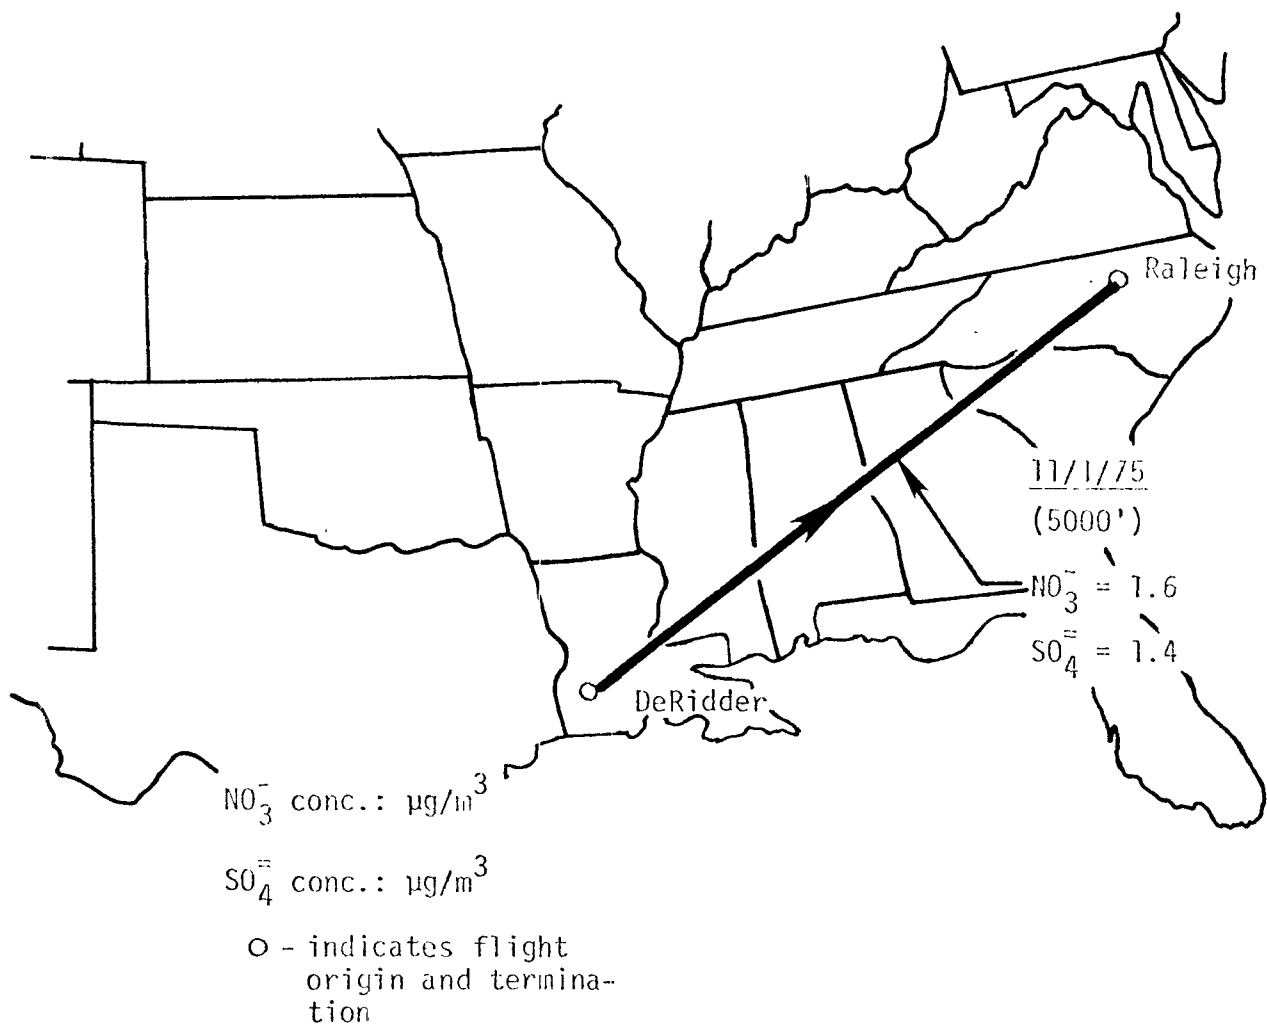 Raleigh
11/1/75
(5000')
NO₃⁻ = 1.6
SO₄⁼ = 1.4
DeRidder
NO₃⁻ conc.: µg/m³
SO₄⁼ conc.: µg/m³
O - indicates flight
origin and termina-
tion